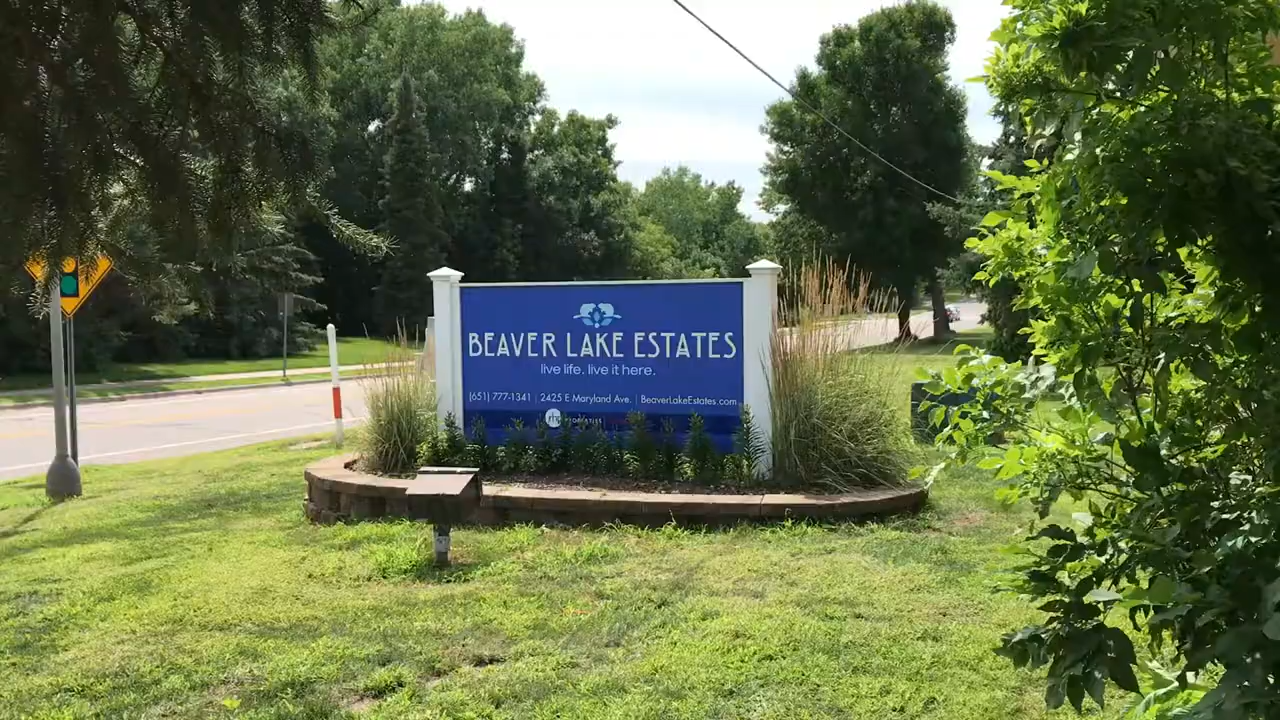 BEAVER LAKE ESTATES
live life. live it here.
(651) 777-1341 | 2425 E Maryland Ave. | BeaverLakeEstates.com